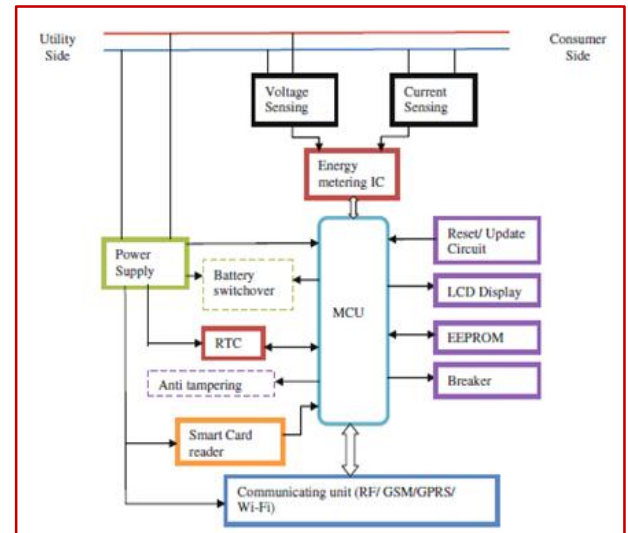 Utility
Side
Consumer
Side
Voltage
Sensing
Current
Sensing
Energy
metering IC
Power
Supply
Battery
switchover
MCU
Reset/ Update
Circuit
LCD Display
RTC
EEPROM
Anti tampering
Breaker
Smart Card
reader
Communicating unit (RF/ GSM/GPRS/
Wi-Fi)